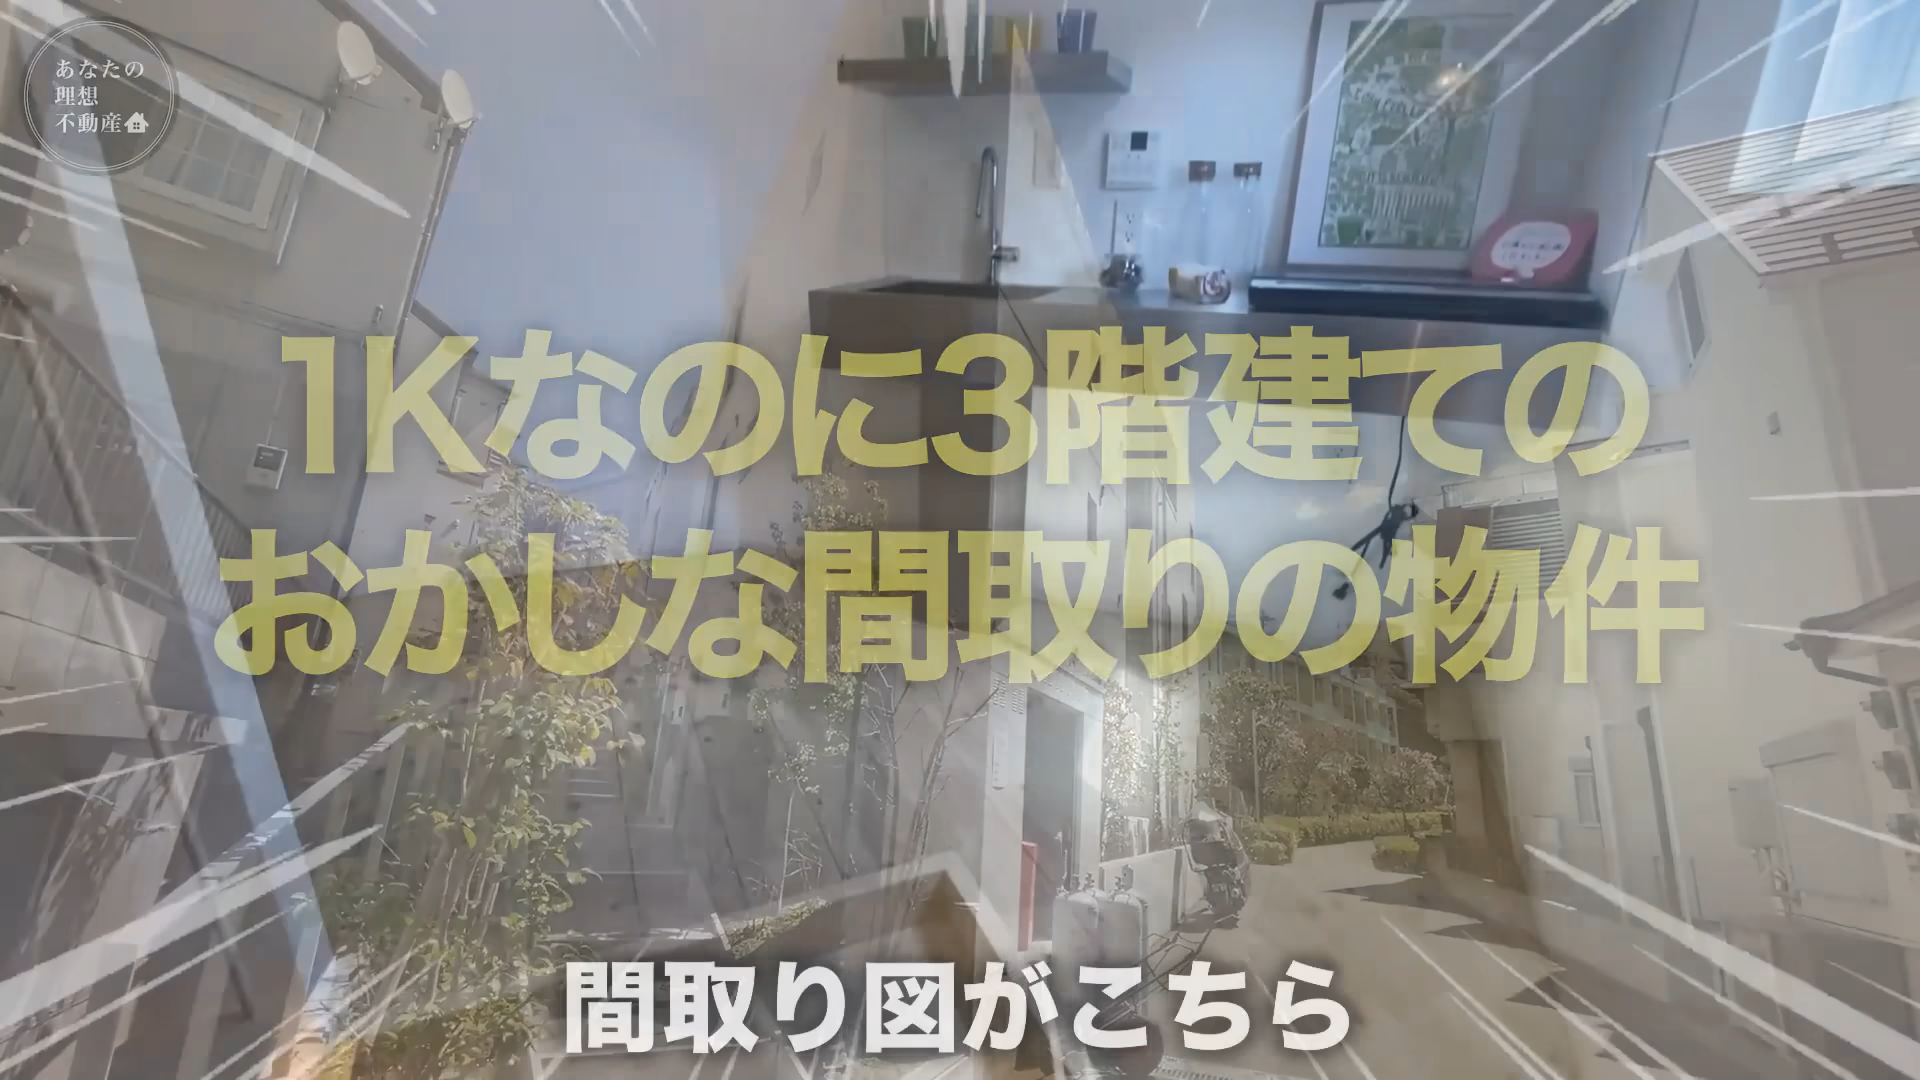 あなたの
理想
不動産
1Kなのに3階建ての
おかしな間取りの物件
間取り図がこちら